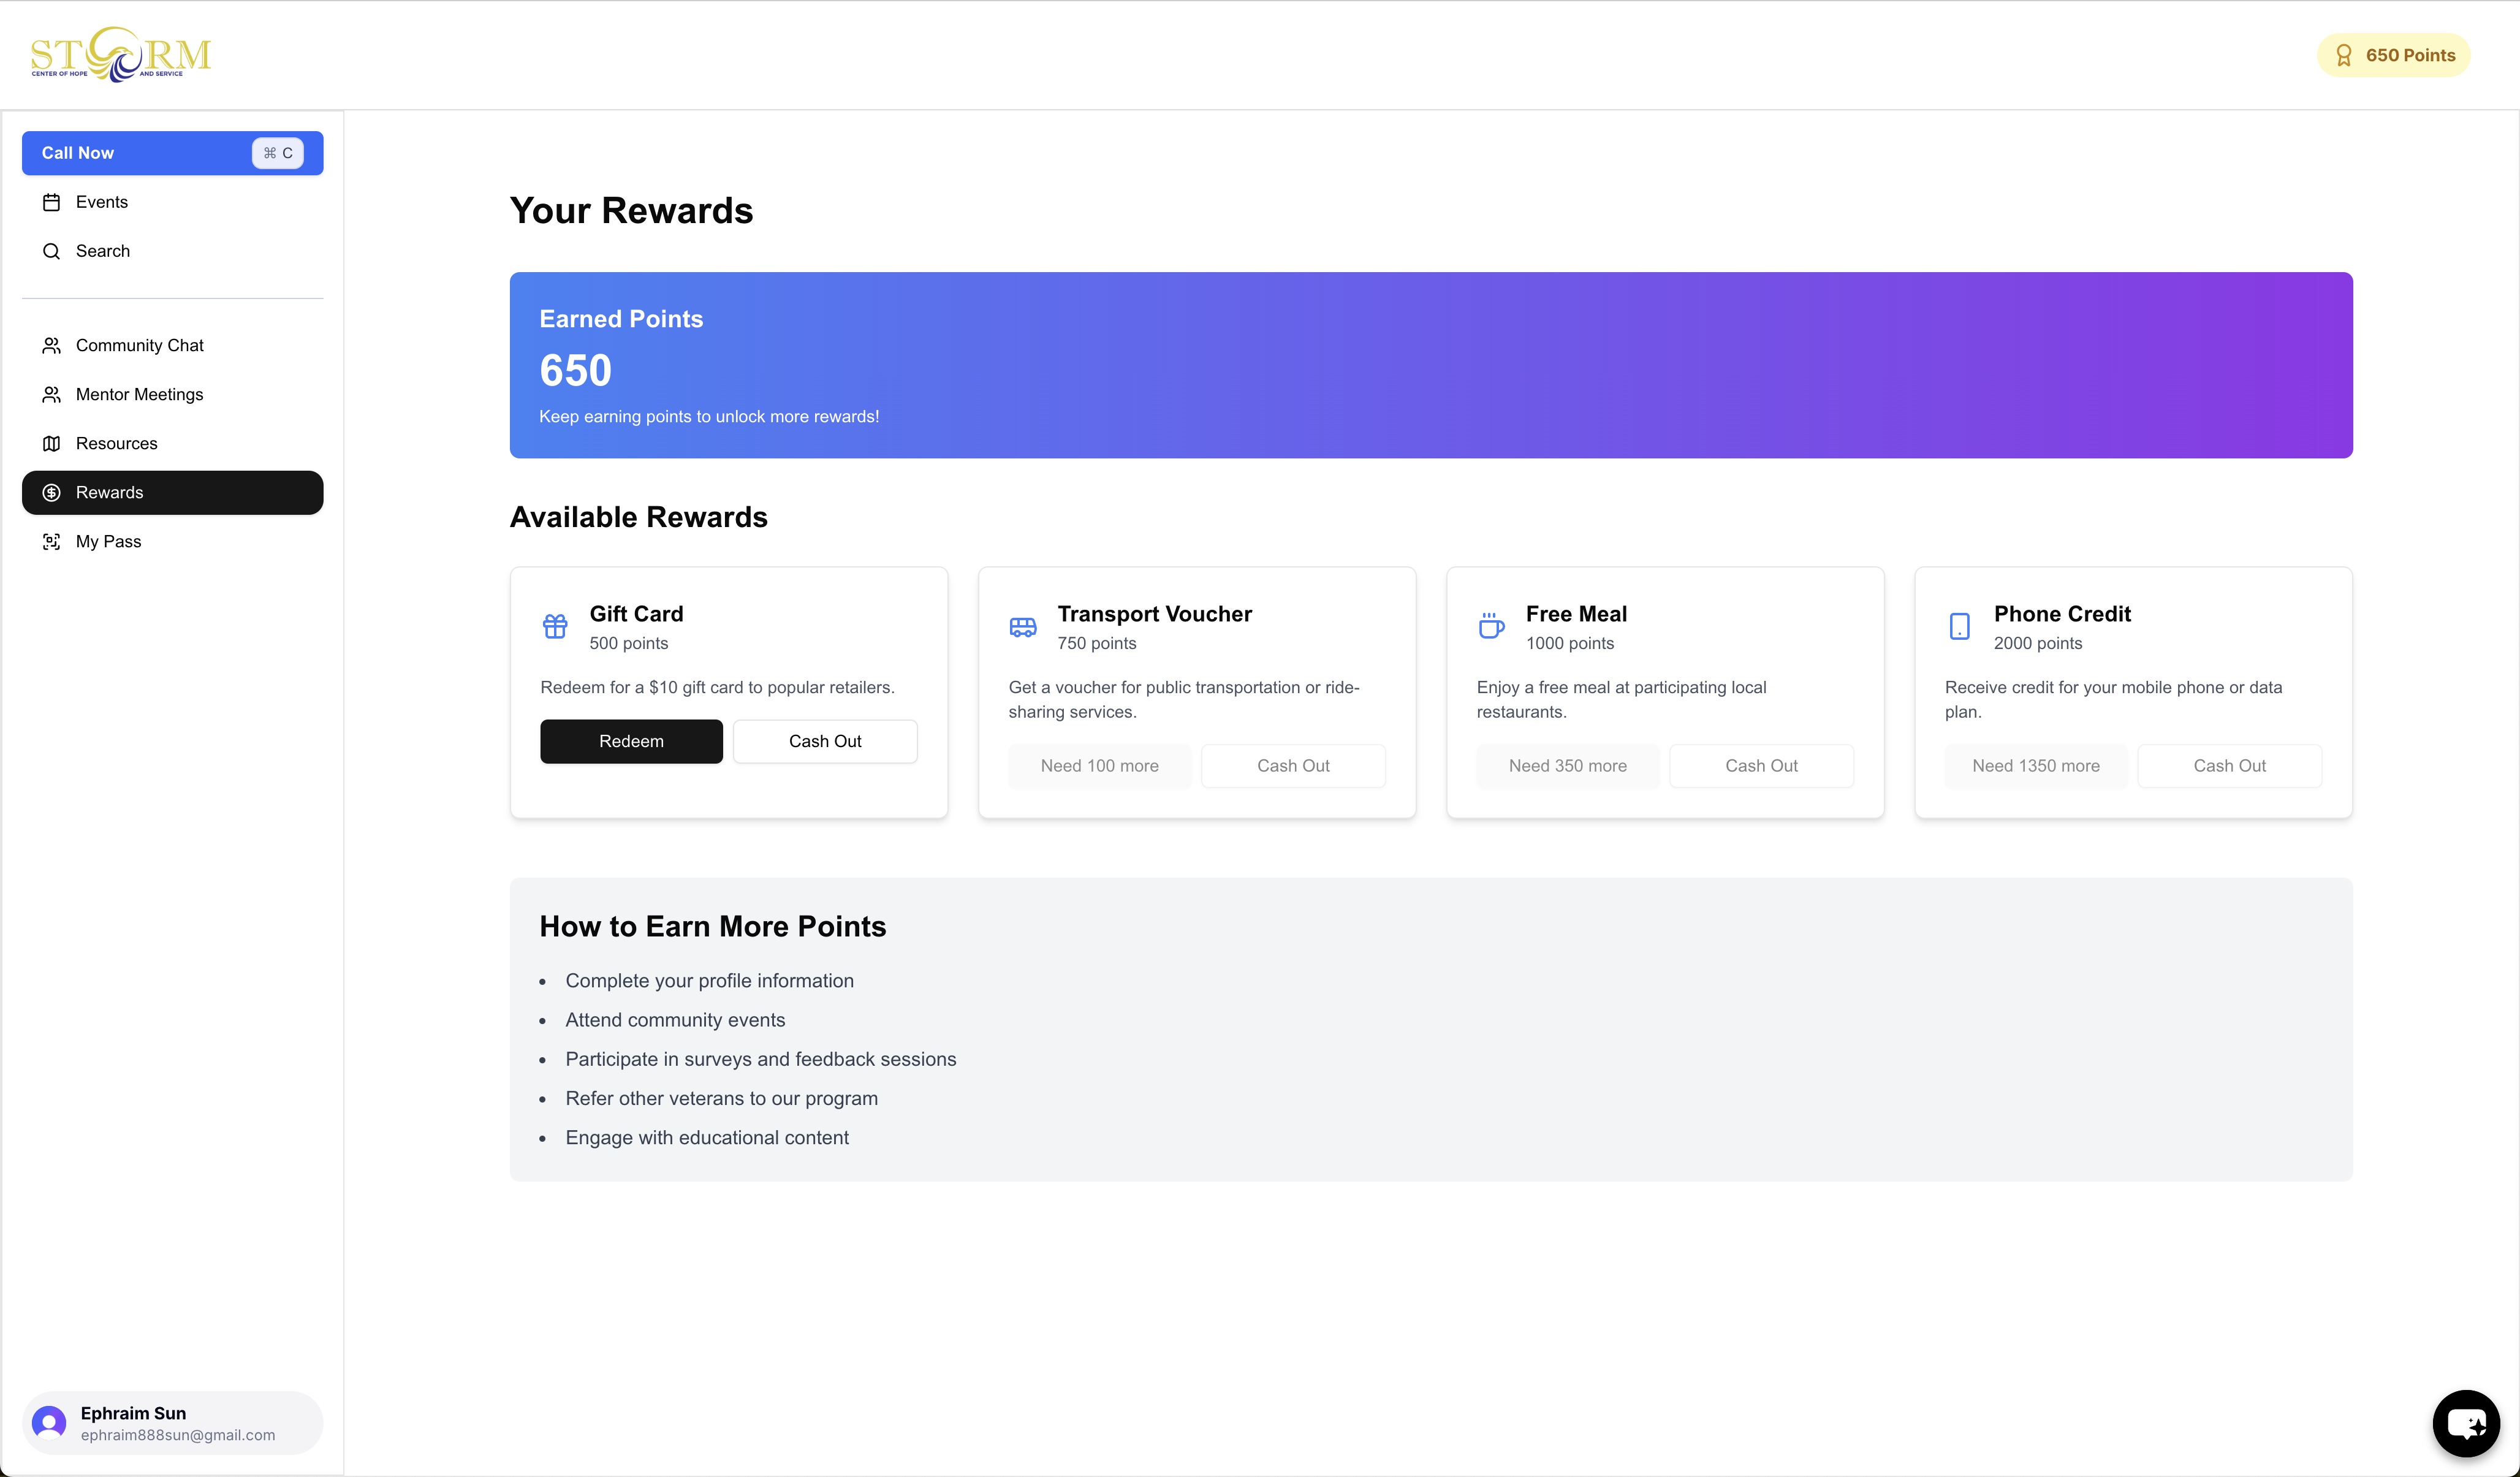 STORM
CENTER OF HOPE AND SERVICE
650 Points
Call Now
⌘ C
Events
Search
Community Chat
Mentor Meetings
Resources
Rewards
My Pass
Your Rewards
Earned Points
650
Keep earning points to unlock more rewards!
Available Rewards
Gift Card
500 points
Redeem for a $10 gift card to popular retailers.
Redeem
Cash Out
Transport Voucher
750 points
Get a voucher for public transportation or ride-
sharing services.
Need 100 more
Cash Out
Free Meal
1000 points
Enjoy a free meal at participating local
restaurants.
Need 350 more
Cash Out
Phone Credit
2000 points
Receive credit for your mobile phone or data
plan.
Need 1350 more
Cash Out
How to Earn More Points
• Complete your profile information
• Attend community events
• Participate in surveys and feedback sessions
• Refer other veterans to our program
• Engage with educational content
Ephraim Sun
ephraim888sun@gmail.com